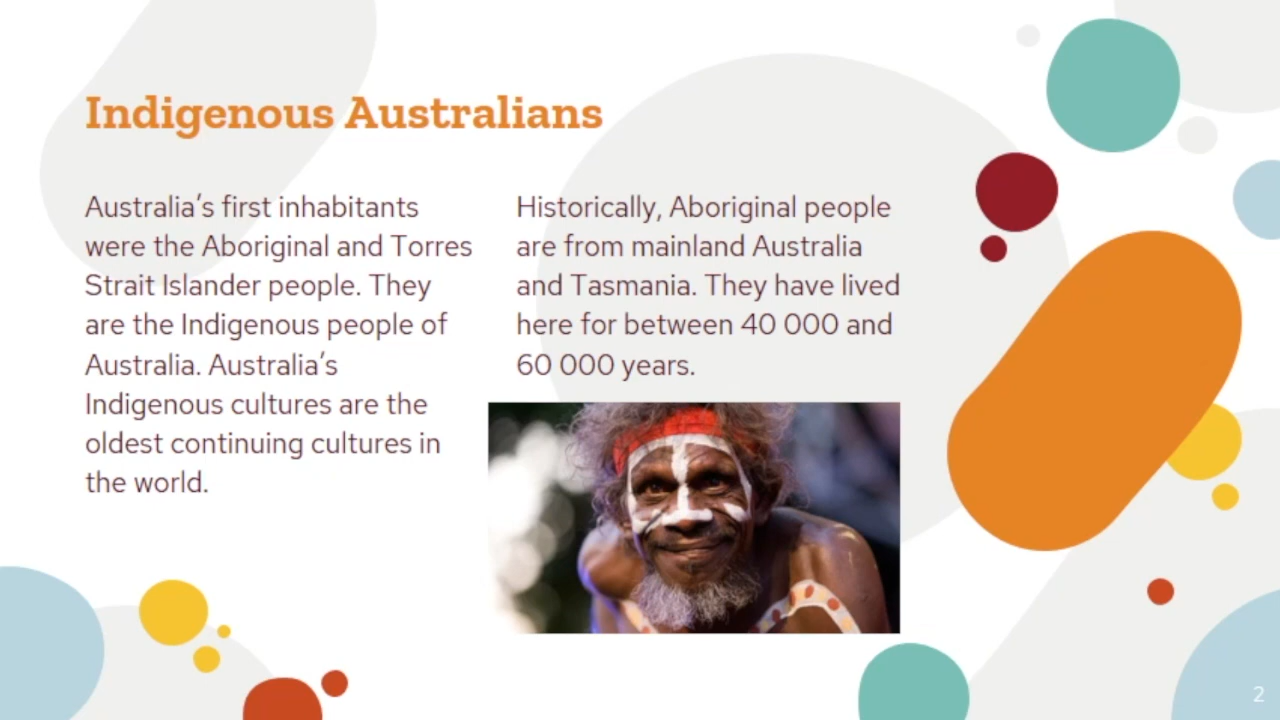 Indigenous Australians
Australia’s first inhabitants
were the Aboriginal and Torres
Strait Islander people. They
are the Indigenous people of
Australia. Australia’s
Indigenous cultures are the
oldest continuing cultures in
the world.
Historically, Aboriginal people
are from mainland Australia
and Tasmania. They have lived
here for between 40 000 and
60 000 years.
2